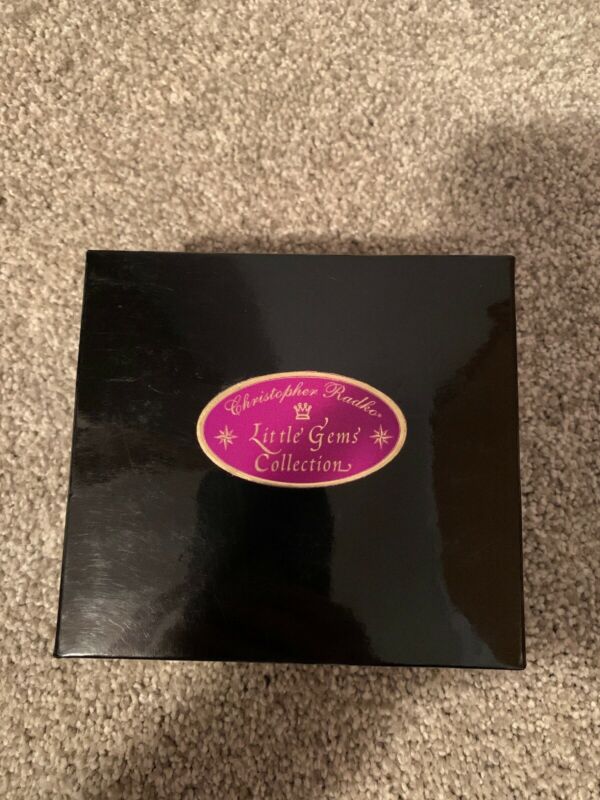 Christopher Radko®
Little Gems
Collection